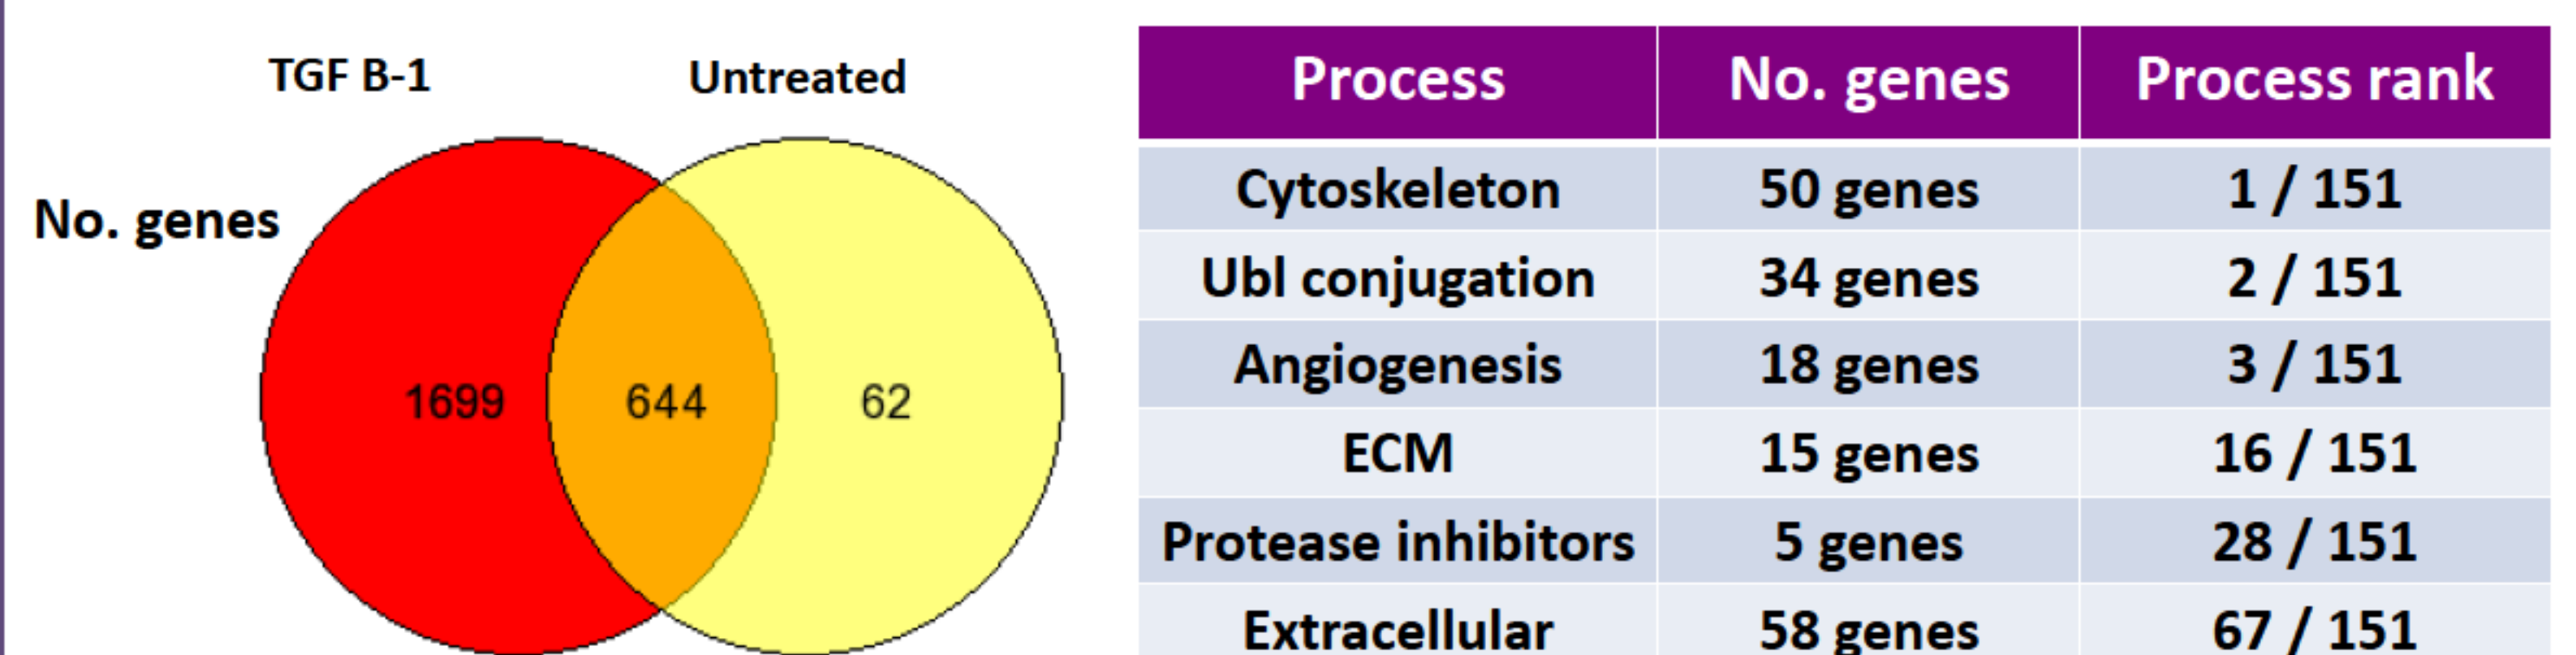 TGF B-1 Untreated
No. genes
1699 644 62
Process No. genes Process rank
Cytoskeleton 50 genes 1 / 151
Ubl conjugation 34 genes 2 / 151
Angiogenesis 18 genes 3 / 151
ECM 15 genes 16 / 151
Protease inhibitors 5 genes 28 / 151
Extracellular 58 genes 67 / 151